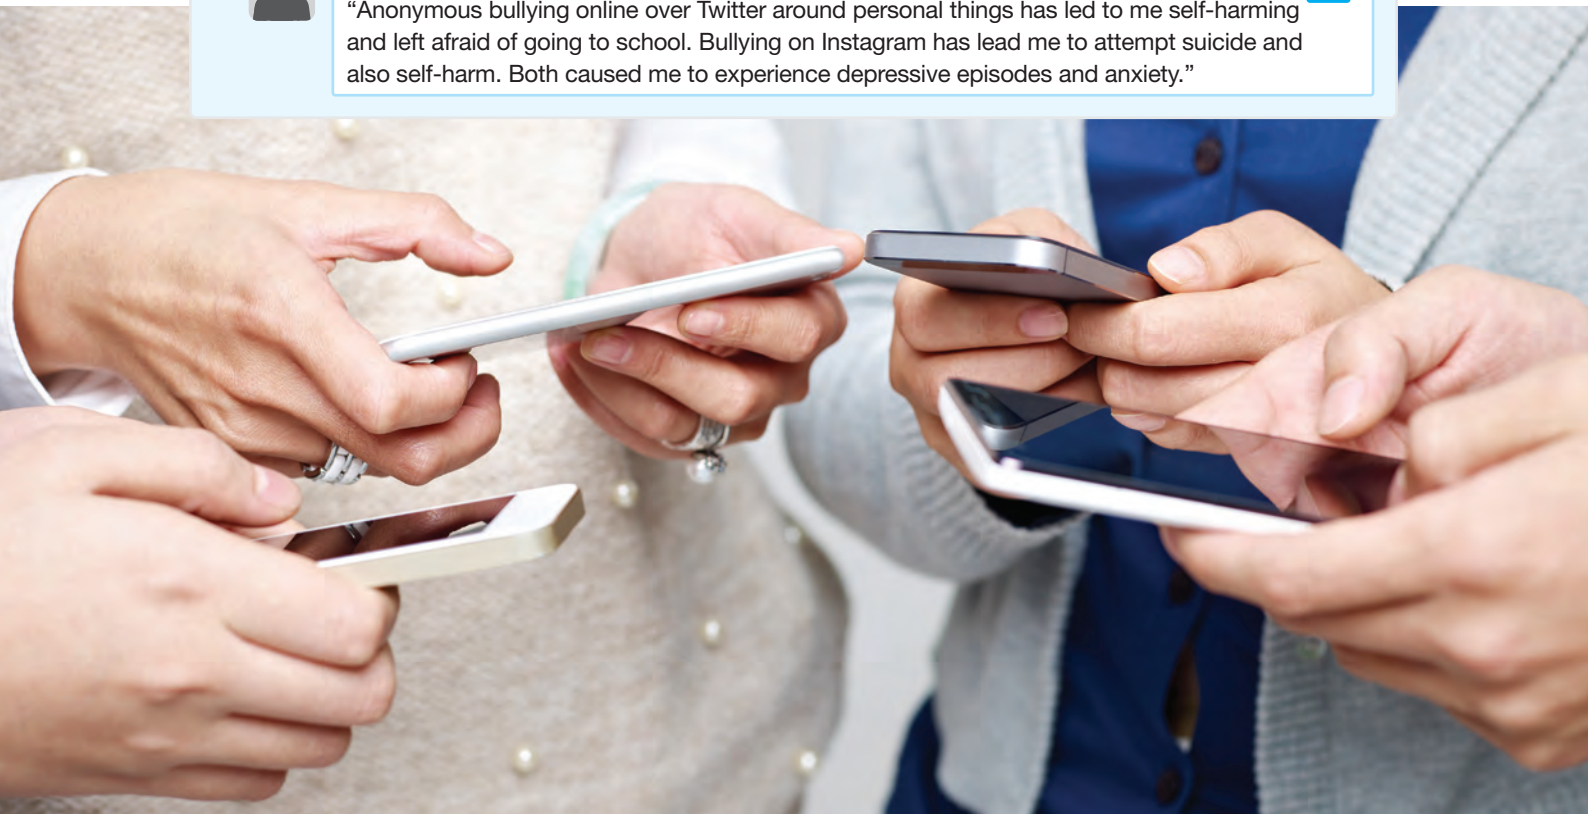 “Anonymous bullying online over Twitter around personal things has led to me self-harming
and left afraid of going to school. Bullying on Instagram has lead me to attempt suicide and
also self-harm. Both caused me to experience depressive episodes and anxiety.”